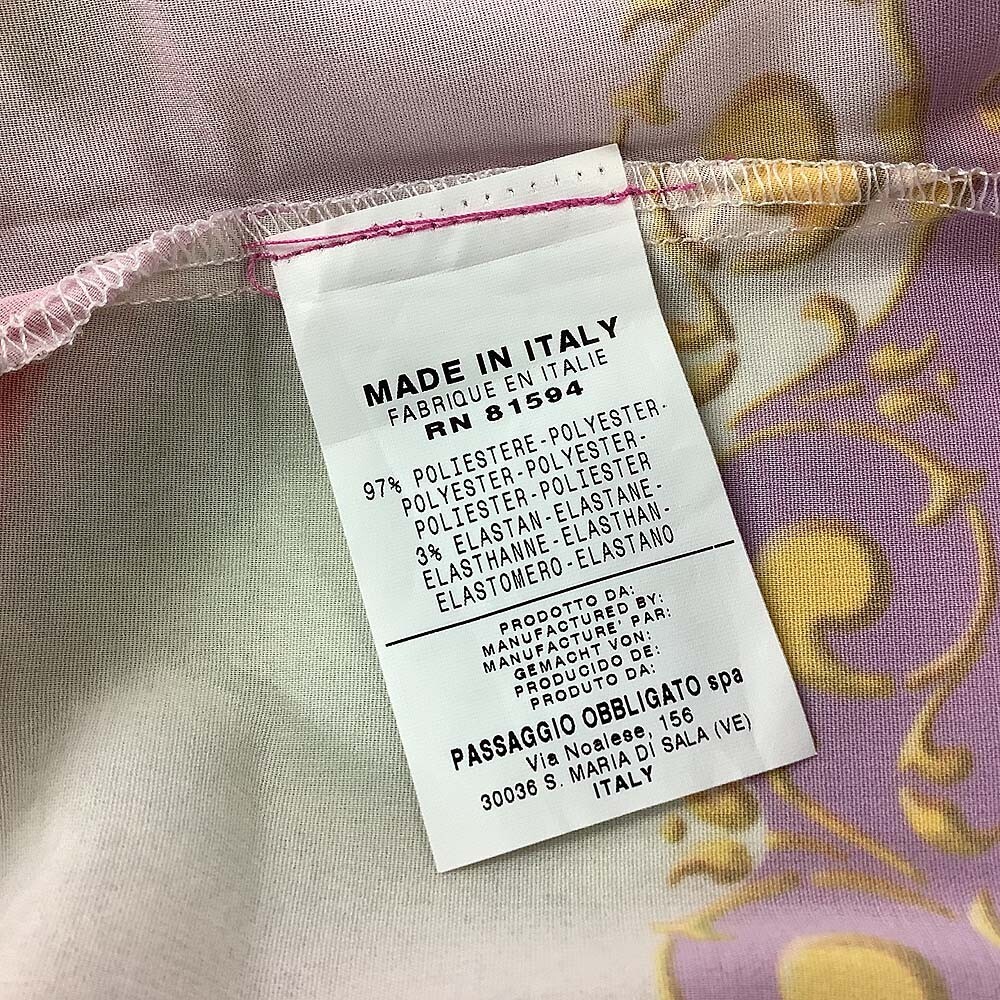 MADE IN ITALY
FABRIQUE EN ITALIE
RN 81594
97% POLIESTERE-POLYESTER-
POLYESTER-POLYESTER-
POLIESTER-POLIESTER
3% ELASTAN-ELASTANE-
ELASTHANNE-ELASTHAN-
ELASTOMERO-ELASTANO
PRODOTTO DA:
MANUFACTURED BY:
MANUFACTURE' PAR:
GEMACHT VON:
PRODUCIDO DE:
PRODUTO DA:
PASSAGGIO OBBLIGATO spa
Via Noalese, 156
30036 S. MARIA DI SALA (VE)
ITALY